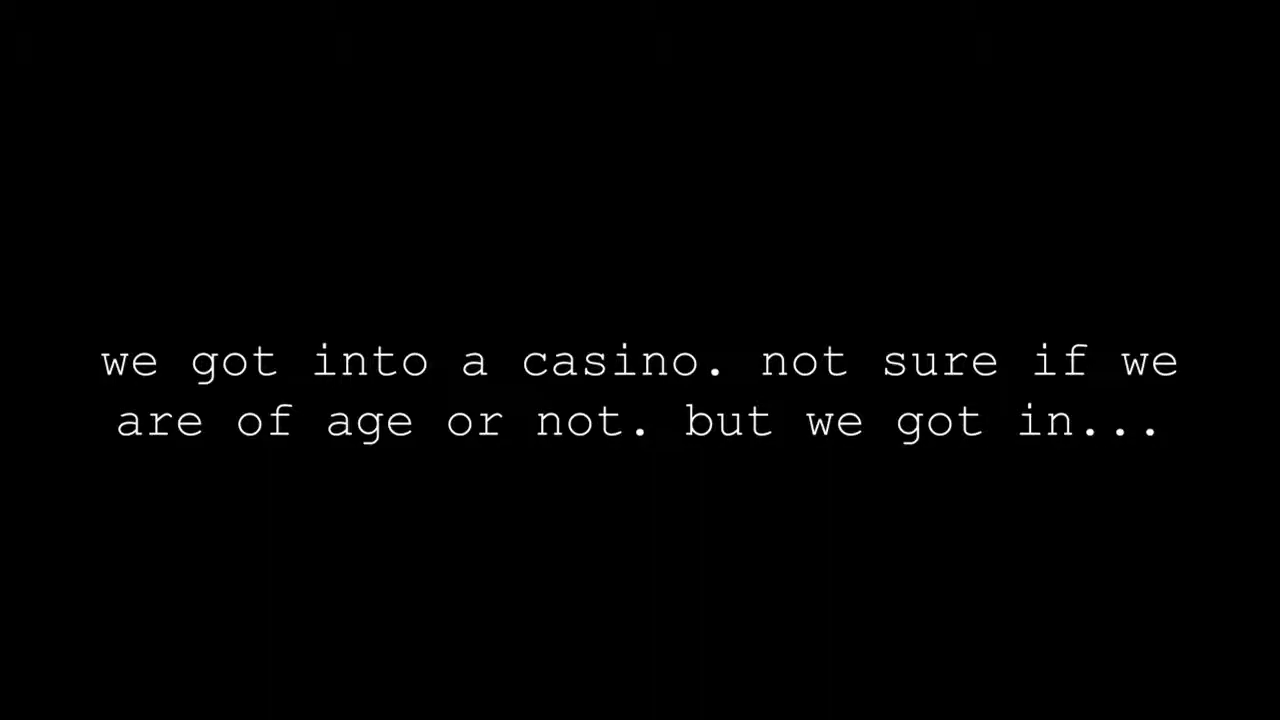 we got into a casino. not sure if we
are of age or not. but we got in...